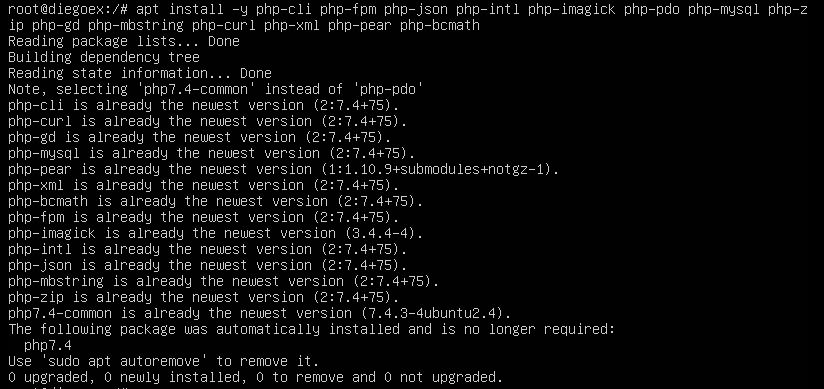 root@diegoex:/# apt install -y php-cli php-fpm php-json php-intl php-imagick php-pdo php-mysql php-z
ip php-gd php-mbstring php-curl php-xml php-pear php-bcmath
Reading package lists... Done
Building dependency tree
Reading state information... Done
Note, selecting 'php7.4-common' instead of 'php-pdo'
php-cli is already the newest version (2:7.4+75).
php-curl is already the newest version (2:7.4+75).
php-gd is already the newest version (2:7.4+75).
php-mysql is already the newest version (2:7.4+75).
php-pear is already the newest version (1:1.10.9+submodules+notgz-1).
php-xml is already the newest version (2:7.4+75).
php-bcmath is already the newest version (2:7.4+75).
php-fpm is already the newest version (2:7.4+75).
php-imagick is already the newest version (3.4.4-4).
php-intl is already the newest version (2:7.4+75).
php-json is already the newest version (2:7.4+75).
php-mbstring is already the newest version (2:7.4+75).
php-zip is already the newest version (2:7.4+75).
php7.4-common is already the newest version (7.4.3-4ubuntu2.4).
The following package was automatically installed and is no longer required:
  php7.4
Use 'sudo apt autoremove' to remove it.
0 upgraded, 0 newly installed, 0 to remove and 0 not upgraded.